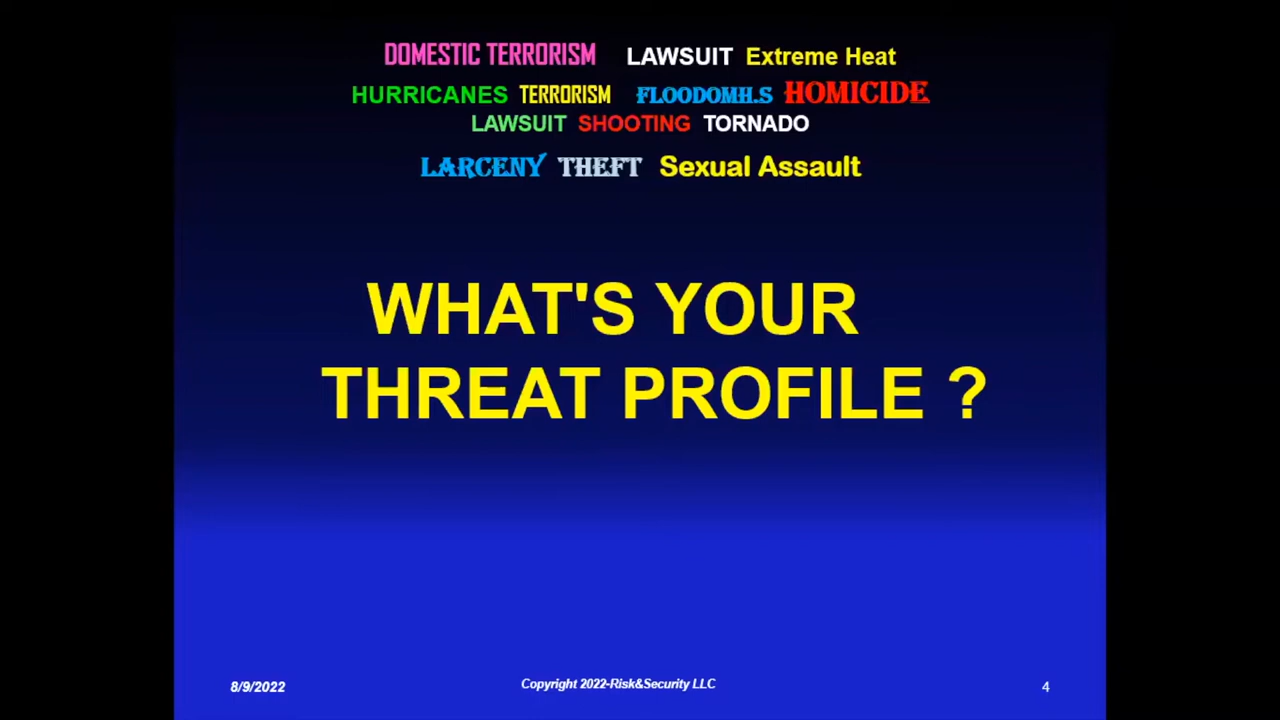 DOMESTIC TERRORISM LAWSUIT Extreme Heat
HURRICANES TERRORISM FLOODOMH.S HOMICIDE
LAWSUIT SHOOTING TORNADO
LARCENY THEFT Sexual Assault
WHAT'S YOUR
THREAT PROFILE ?
8/9/2022 Copyright 2022-Risk&Security LLC 4